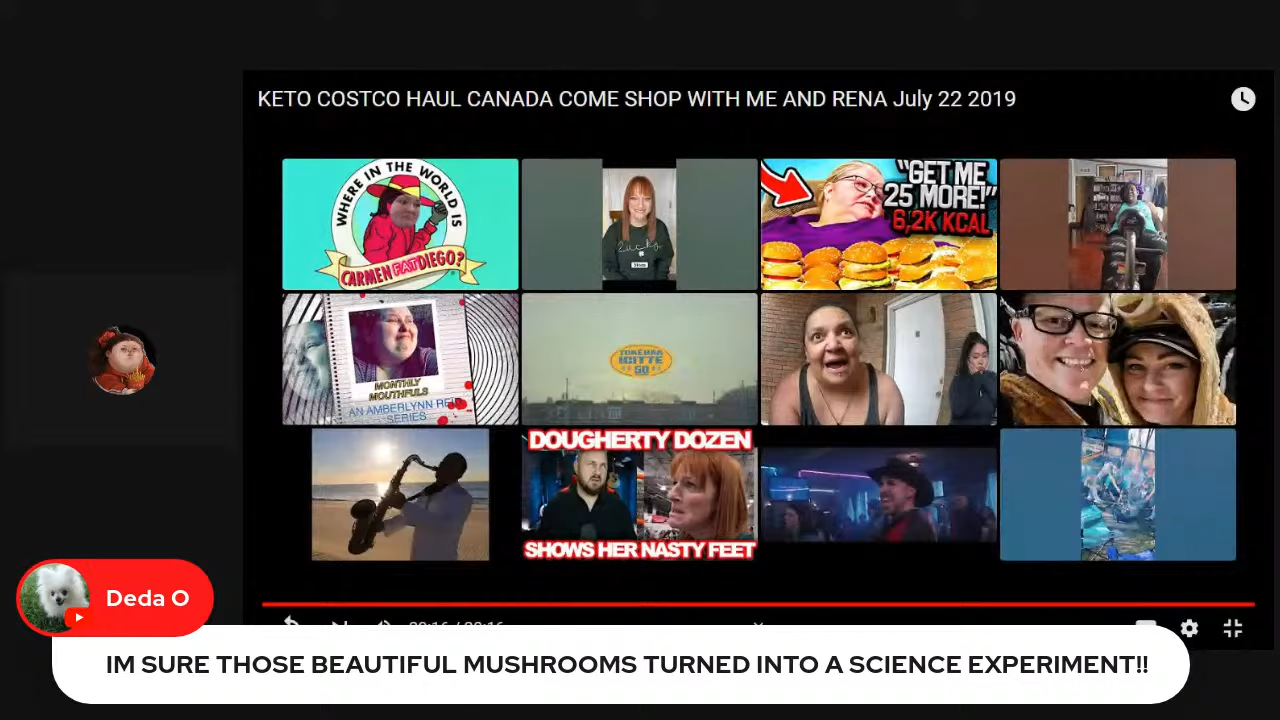 KETO COSTCO HAUL CANADA COME SHOP WITH ME AND RENA July 22 2019
WHERE IN THE WORLD IS
CARMEN FATDIEGO?
"GET ME
25 MORE!"
6,2K KCAL
MONTHLY
MOUTHFULS
AN AMBERLYNN
SERIES
50
DOUGHERTY DOZEN
SHOWS HER NASTY FEET
Deda O
IM SURE THOSE BEAUTIFUL MUSHROOMS TURNED INTO A SCIENCE EXPERIMENT!!